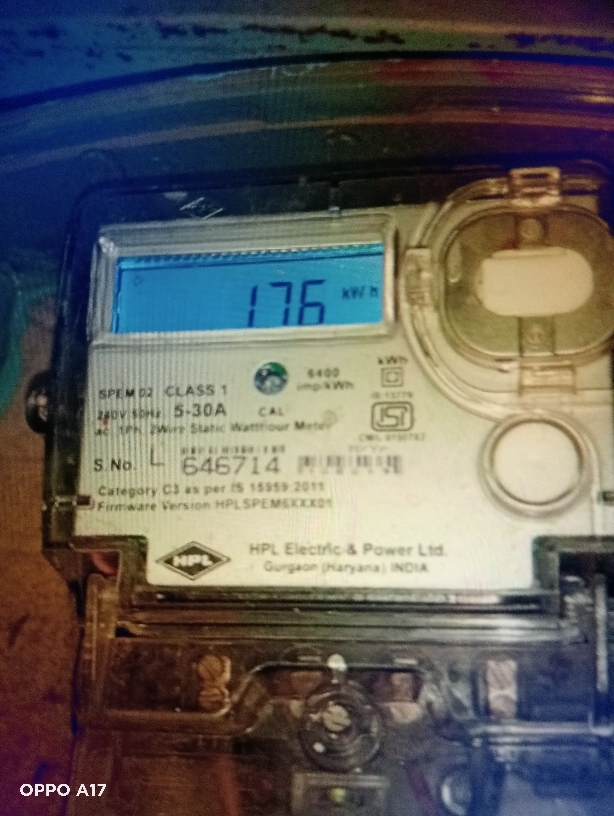 176 kWh
kWh
6400
imp/kWh
SPEM 02 CLASS 1
240V 50Hz 5-30A CAL
ac 1Ph. 2Wire Static WattHour Meter
S.No. L 646714
Category C3 as per IS 15959:2011
Firmware Version HPLSPEM6XXX01
HPL HPL Electric & Power Ltd.
Gurgaon (Haryana) INDIA
OPPO A17